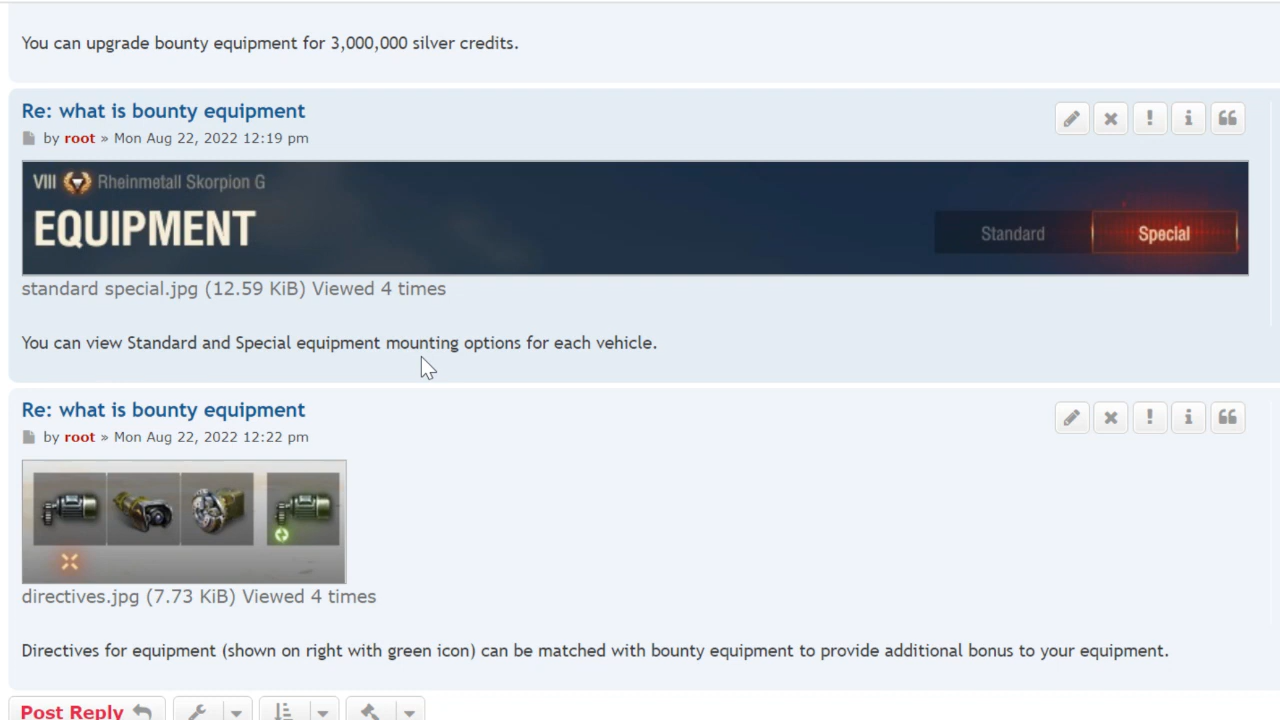 You can upgrade bounty equipment for 3,000,000 silver credits.
Re: what is bounty equipment
by root » Mon Aug 22, 2022 12:19 pm
VIII Rheinmetall Skorpion G
EQUIPMENT
Standard Special
standard special.jpg (12.59 KiB) Viewed 4 times
You can view Standard and Special equipment mounting options for each vehicle.
Re: what is bounty equipment
by root » Mon Aug 22, 2022 12:22 pm
directives.jpg (7.73 KiB) Viewed 4 times
Directives for equipment (shown on right with green icon) can be matched with bounty equipment to provide additional bonus to your equipment.
Post Reply